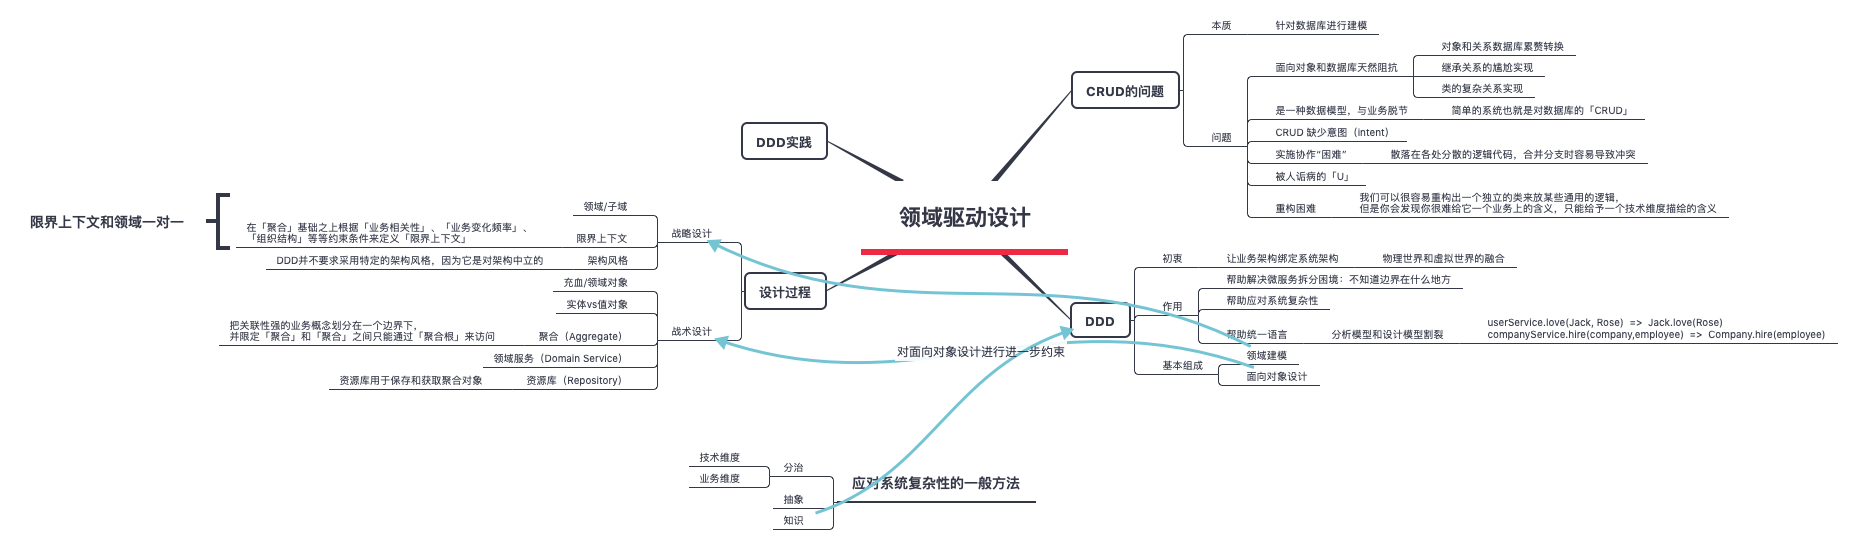 领域驱动设计
CRUD的问题
本质
针对数据库进行建模
问题
面向对象和数据库天然阻抗
对象和关系数据库累赘转换
继承关系的尴尬实现
类的复杂关系实现
是一种数据模型，与业务脱节
简单的系统也就是对数据库的「CRUD」
CRUD 缺少意图（intent）
实施协作“困难”
散落在各处分散的逻辑代码，合并分支时容易导致冲突
被人诟病的「U」
重构困难
我们可以很容易重构出一个独立的类来放某些通用的逻辑，
但是你会发现你很难给它一个业务上的含义，只能给予一个技术维度描绘的含义
DDD
初衷
让业务架构绑定系统架构
物理世界和虚拟世界的融合
作用
帮助解决微服务拆分困境：不知道边界在什么地方
帮助应对系统复杂性
帮助统一语言
分析模型和设计模型割裂
userService.love(Jack, Rose) => Jack.love(Rose)
companyService.hire(company,employee) => Company.hire(employee)
基本组成
领域建模
面向对象设计
DDD实践
设计过程
战略设计
领域/子域
限界上下文
在「聚合」基础之上根据「业务相关性」、「业务变化频率」、
「组织结构」等等约束条件来定义「限界上下文」
架构风格
DDD并不要求采用特定的架构风格，因为它是对架构中立的
限界上下文和领域一对一
战术设计
充血/领域对象
实体vs值对象
聚合（Aggregate）
把关联性强的业务概念划分在一个边界下，
并限定「聚合」和「聚合」之间只能通过「聚合根」来访问
领域服务（Domain Service）
资源库（Repository）
资源库用于保存和获取聚合对象
对面向对象设计进行进一步约束
应对系统复杂性的一般方法
分治
技术维度
业务维度
抽象
知识